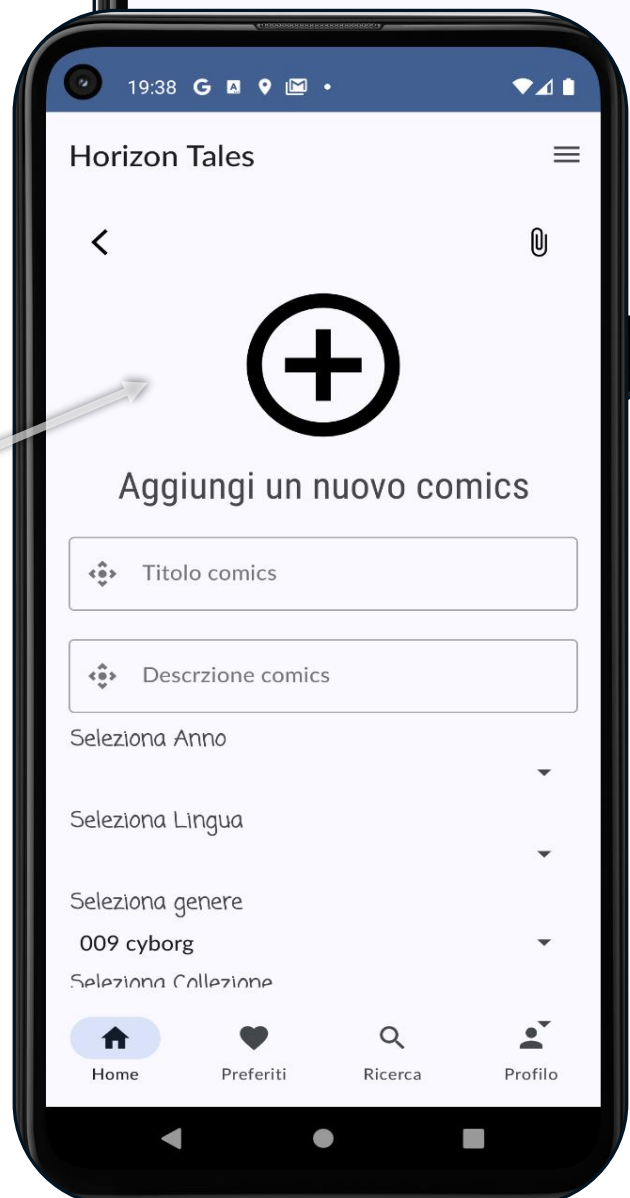 19:38
Horizon Tales
Aggiungi un nuovo comics
Titolo comics
Descrzione comics
Seleziona Anno
Seleziona Lingua
Seleziona genere
009 cyborg
Seleziona Collezione
Home Preferiti Ricerca Profilo